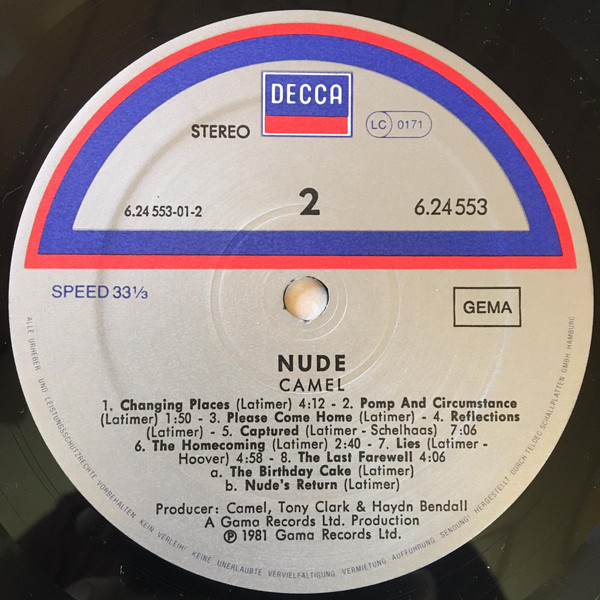 DECCA
STEREO
LC 0171
6.24 553-01-2
2
6.24 553
SPEED 33⅓
GEMA
NUDE
CAMEL
1. Changing Places (Latimer) 4:12 - 2. Pomp And Circumstance
(Latimer) 1:50 - 3. Please Come Home (Latimer) - 4. Reflections
(Latimer) - 5. Captured (Latimer - Schelhaas) 7:06
6. The Homecoming (Latimer) 2:40 - 7. Lies (Latimer -
Hoover) 4:58 - 8. The Last Farewell 4:06
a. The Birthday Cake (Latimer)
b. Nude's Return (Latimer)
Producer: Camel, Tony Clark & Haydn Bendall
A Gama Records Ltd. Production
℗ 1981 Gama Records Ltd.
ALLE URHEBER- UND LEISTUNGSSCHUTZRECHTE VORBEHALTEN. KEIN VERLEIH! KEINE UNERLAUBTE VERVIELFÄLTIGUNG, VERMIETUNG, AUFFÜHRUNG, SENDUNG! HERGESTELLT DURCH TELDEC SCHALLPLATTEN GMBH, HAMBURG